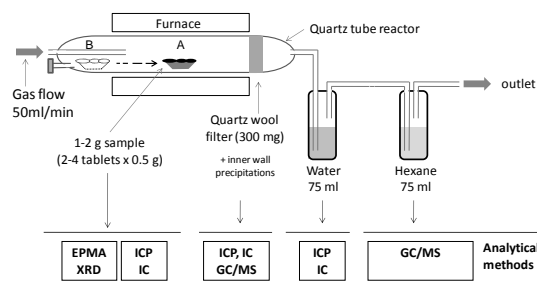 Furnace
Quartz tube reactor
B
A
Gas flow
50ml/min
outlet
1-2 g sample
(2-4 tablets x 0.5 g)
Quartz wool
filter (300 mg)
+ inner wall
precipitations
Water
75 ml
Hexane
75 ml
EPMA
XRD
ICP
IC
ICP, IC
GC/MS
ICP
IC
GC/MS
Analytical
methods